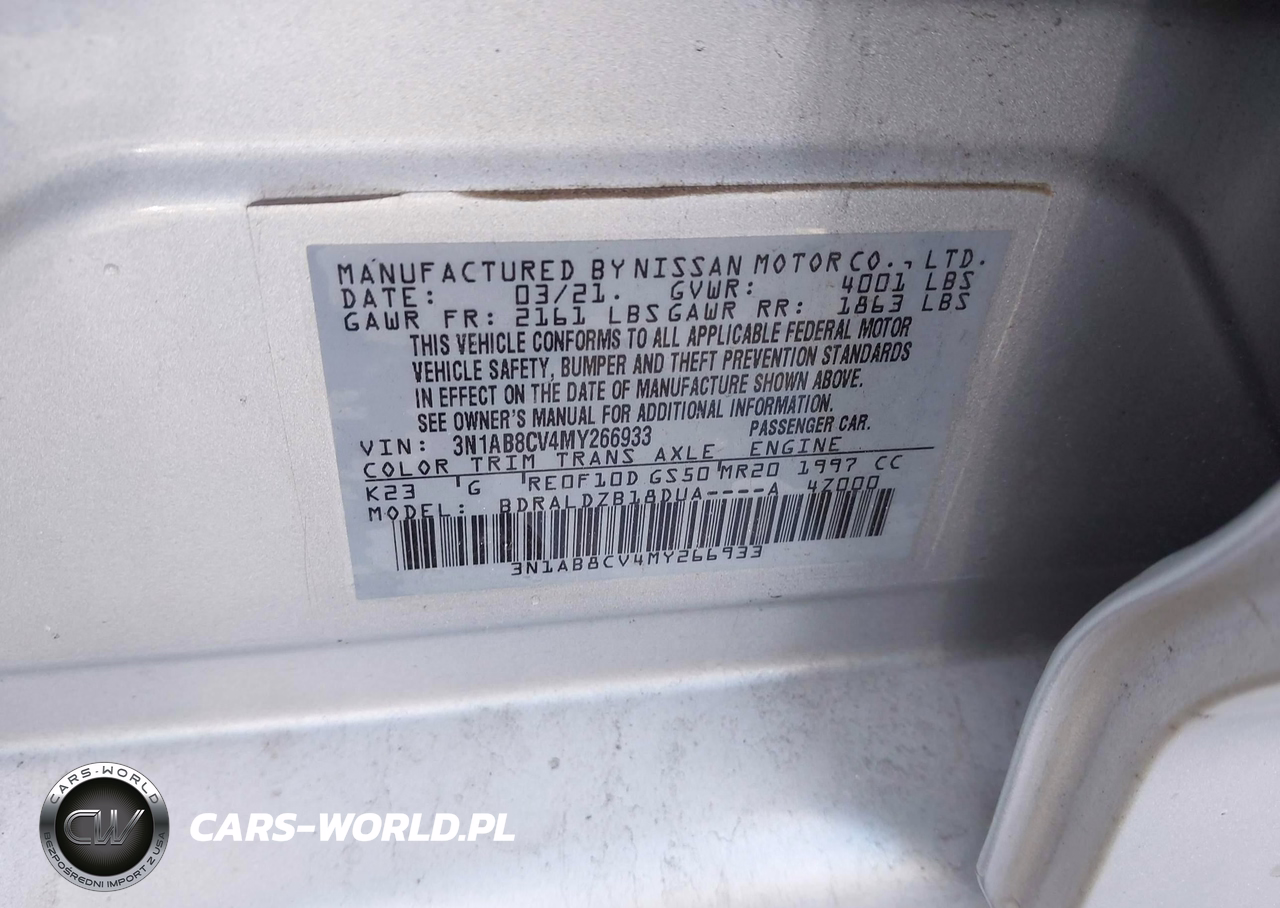 MANUFACTURED BY NISSAN MOTOR CO., LTD.
DATE: 03/21. GVWR: 4001 LBS
GAWR FR: 2161 LBS GAWR RR: 1863 LBS
THIS VEHICLE CONFORMS TO ALL APPLICABLE FEDERAL MOTOR
VEHICLE SAFETY, BUMPER AND THEFT PREVENTION STANDARDS
IN EFFECT ON THE DATE OF MANUFACTURE SHOWN ABOVE.
SEE OWNER'S MANUAL FOR ADDITIONAL INFORMATION.
VIN: 3N1AB8CV4MY266933 PASSENGER CAR.
COLOR TRIM TRANS AXLE ENGINE
K23 G RE0F10D GS50 MR20 1997 CC
MODEL: BDRALDZB18DUA----A 47000
3N1AB8CV4MY266933
CARS-WORLD
CW
BEZPOŚREDNI IMPORT Z USA
CARS-WORLD.PL